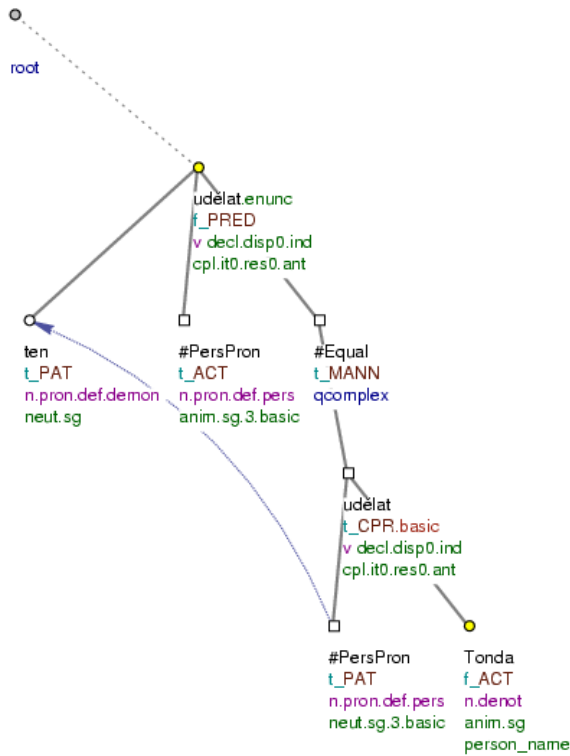 root
udělat.enunc
f_PRED
v decl.disp0.ind
cpl.it0.res0.ant
ten
t_PAT
n.pron.def.demon
neut.sg
#PersPron
t_ACT
n.pron.def.pers
anim.sg.3.basic
#Equal
t_MANN
qcomplex
udělat
t_CPR.basic
v decl.disp0.ind
cpl.it0.res0.ant
#PersPron
t_PAT
n.pron.def.pers
neut.sg.3.basic
Tonda
f_ACT
n.denot
anim.sg
person_name